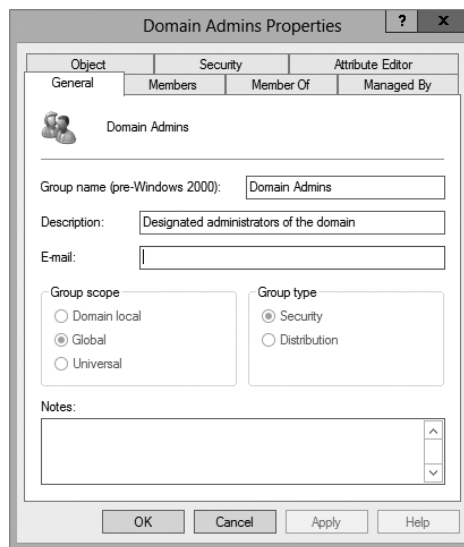 Domain Admins Properties ? x
Object Security Attribute Editor
General Members Member Of Managed By
Domain Admins
Group name (pre-Windows 2000): Domain Admins
Description: Designated administrators of the domain
E-mail:
Group scope Group type
Domain local Security
Global Distribution
Universal
Notes:
OK Cancel Apply Help